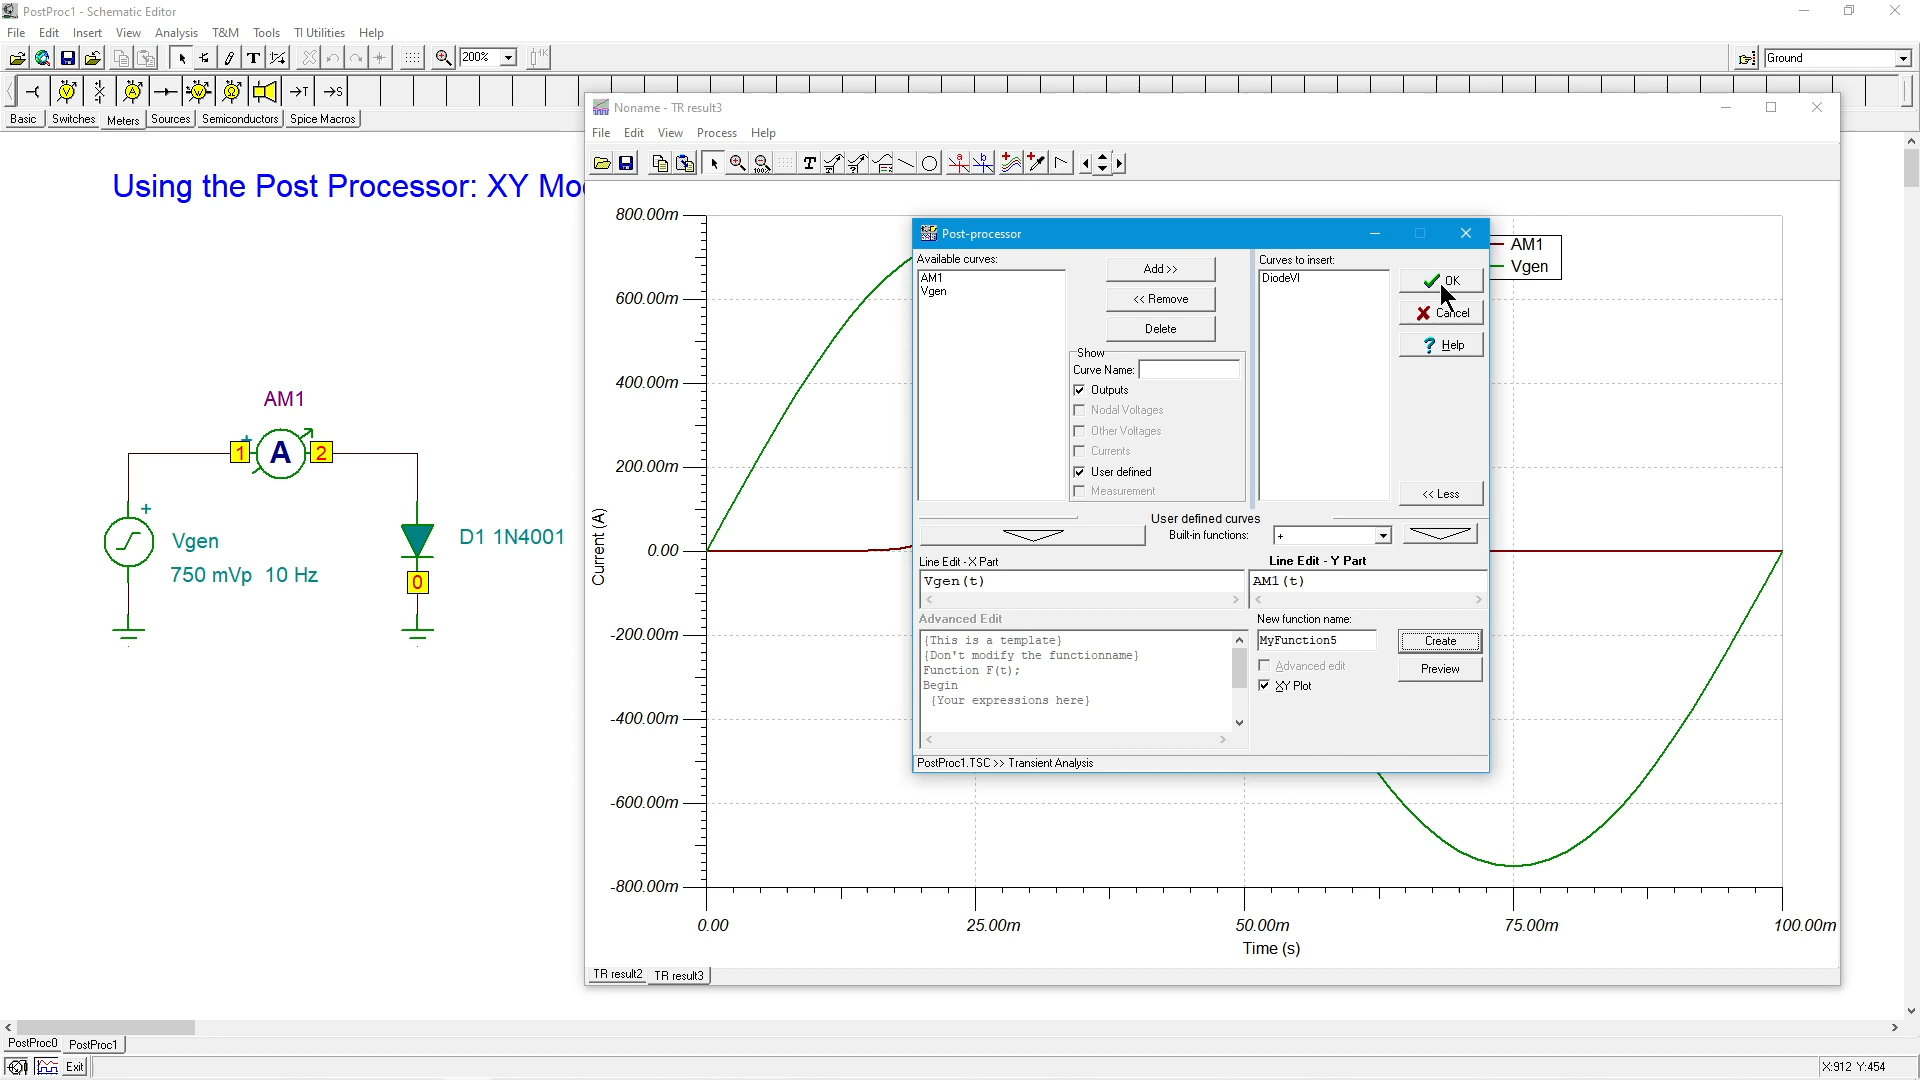 PostProc1 - Schematic Editor
File Edit Insert View Analysis T&M Tools TI Utilities Help
T 200% 1K Ground
V A W Ω →T →S
Basic Switches Meters Sources Semiconductors Spice Macros
Using the Post Processor: XY Mo
AM1
1 + A 2
+
Vgen
750 mVp 10 Hz
D1 1N4001
0
Noname - TR result3
File Edit View Process Help
T 100% a b
800.00m
600.00m
400.00m
200.00m
0.00
-200.00m
-400.00m
-600.00m
-800.00m
Current (A)
0.00 25.00m 50.00m 75.00m 100.00m
Time (s)
AM1
Vgen
TR result2 TR result3
Post-processor
Available curves:
AM1
Vgen
Add >>
<< Remove
Delete
Show
Curve Name:
Outputs
Nodal Voltages
Other Voltages
Currents
User defined
Measurement
Curves to insert:
DiodeVI
OK
Cancel
? Help
<< Less
User defined curves
Built-in functions: +
Line Edit - X Part
Vgen(t)
Line Edit - Y Part
AM1(t)
Advanced Edit
{This is a template}
{Don't modify the functionname}
Function F(t);
Begin
{Your expressions here}
New function name:
MyFunction5
Create
Advanced edit
Preview
XY Plot
PostProc1.TSC >> Transient Analysis
PostProc0 PostProc1
Exit
X:912 Y:454